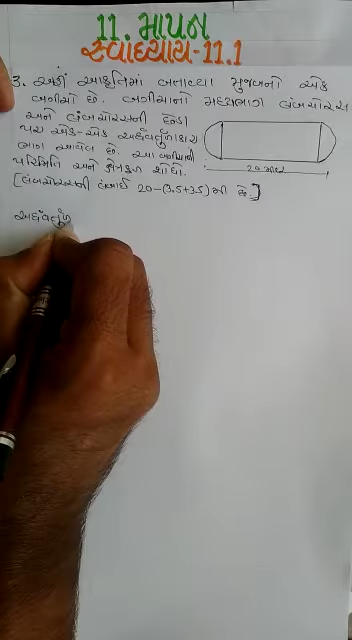 11. માપન
સ્વાધ્યાય-11.1
3. અહીં આકૃતિમાં બતાવ્યા મુજબનો એક
બગીચો છે. બગીચાનો મધ્યભાગ લંબચોરસ
અને લંબચોરસની છેડા
પર એક-એક અર્ધવર્તુળાકાર
ભાગ આવેલ છે. આ બગીચાની
પરિમિતિ અને ક્ષેત્રફળ શોધો.
20 મીટર
[લંબચોરસની લંબાઈ 20-(3.5+3.5) મી છે.]
અર્ધવર્તુળ